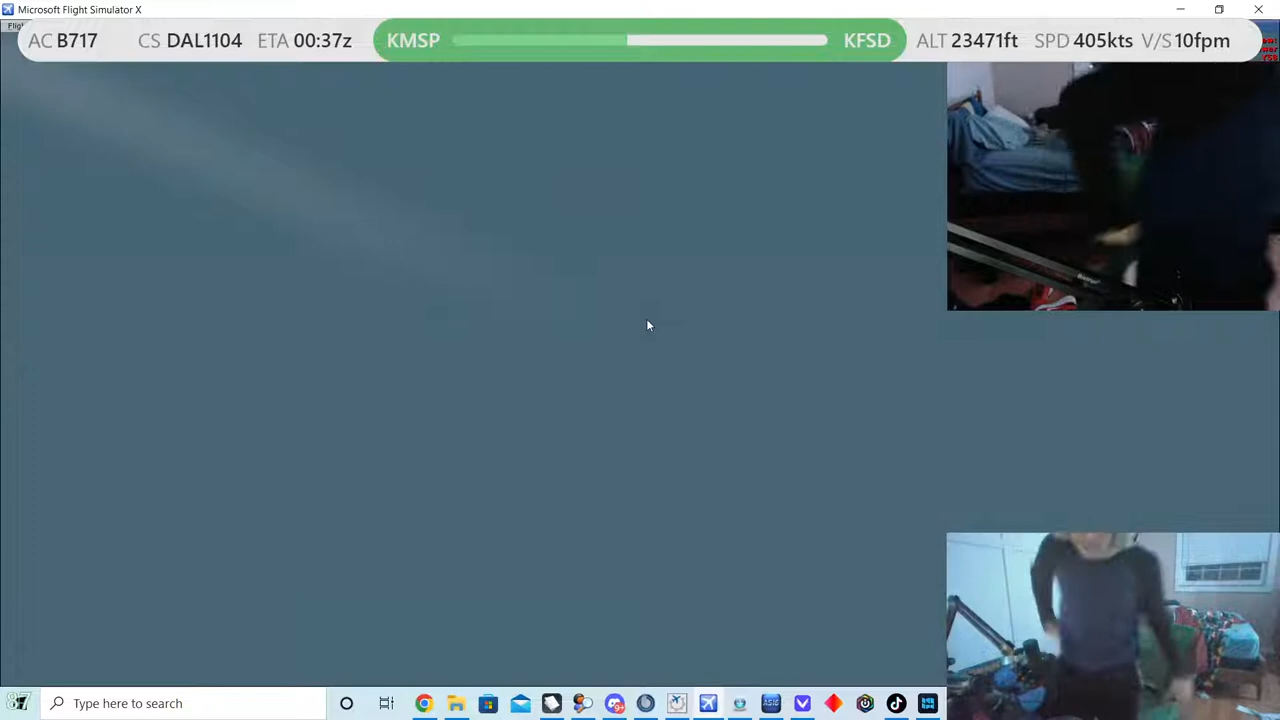 Microsoft Flight Simulator X
AC B717 CS DAL1104 ETA 00:37z KMSP KFSD ALT 23471ft SPD 405kts V/S 10fpm
87 Type here to search